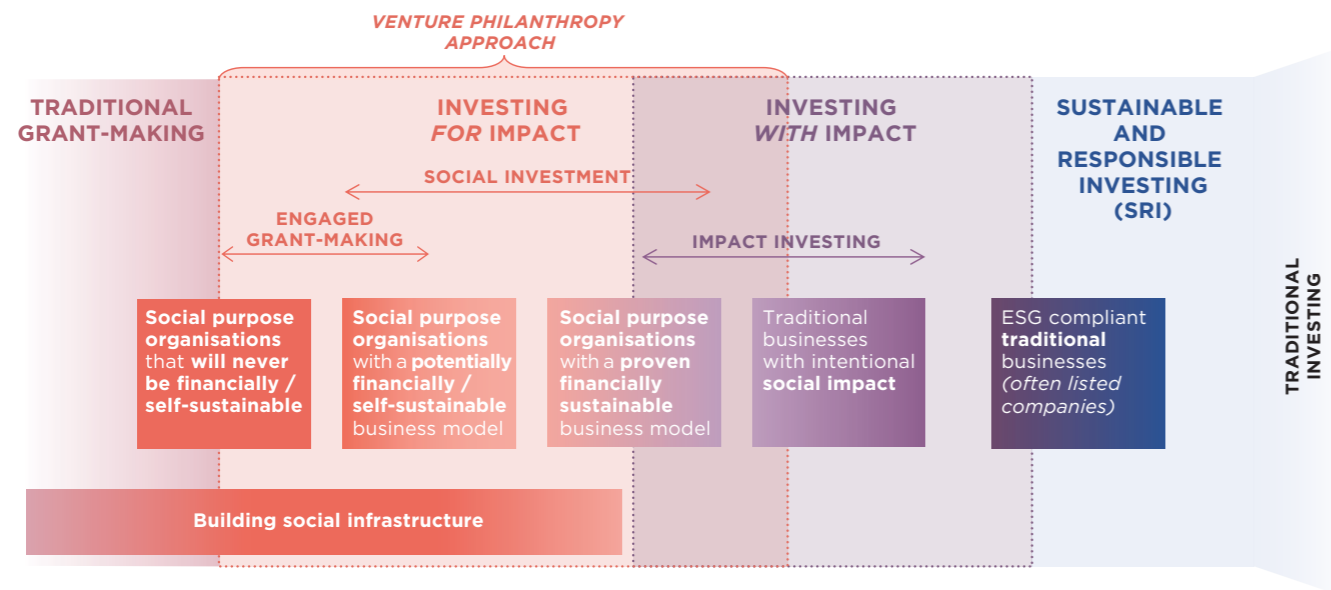 VENTURE PHILANTHROPY
APPROACH
TRADITIONAL
GRANT-MAKING
INVESTING
FOR IMPACT
INVESTING
WITH IMPACT
SUSTAINABLE
AND
RESPONSIBLE
INVESTING
(SRI)
SOCIAL INVESTMENT
ENGAGED
GRANT-MAKING
IMPACT INVESTING
TRADITIONAL
INVESTING
Social purpose
organisations
that will never
be financially /
self-sustainable
Social purpose
organisations
with a potentially
financially /
self-sustainable
business model
Social purpose
organisations
with a proven
financially
sustainable
business model
Traditional
businesses
with intentional
social impact
ESG compliant
traditional
businesses
(often listed
companies)
Building social infrastructure